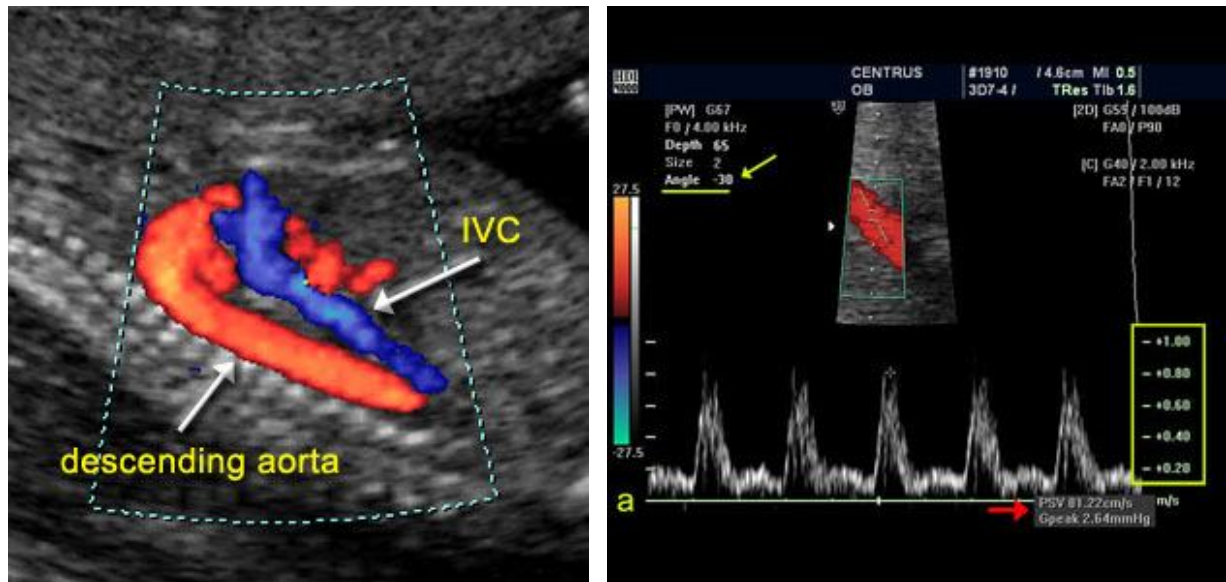 IVC
descending aorta
CENTRUS
OB
#1910 / 4.6cm MI 0.5
3D7-4 / TRes TIb 1.6
[PW] G67
F0 / 4.00 kHz
Depth 65
Size 2
Angle -30
[2D] G55 / 100dB
FA0 / P90
[C] G40 / 2.00 kHz
FA2 / F1 / 12
27.5
-27.5
+1.00
+0.80
+0.60
+0.40
+0.20
m/s
a
PSV 81.22cm/s
Gpeak 2.64mmHg